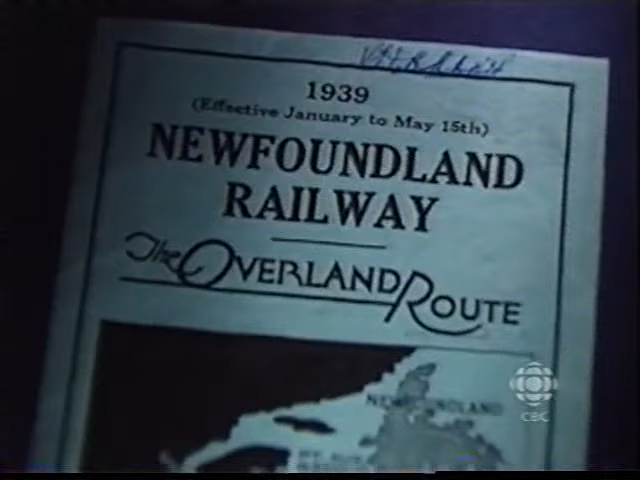 1939
(Effective January to May 15th)
NEWFOUNDLAND
RAILWAY
The OVERLAND ROUTE
NEWFOUNDLAND
CBC